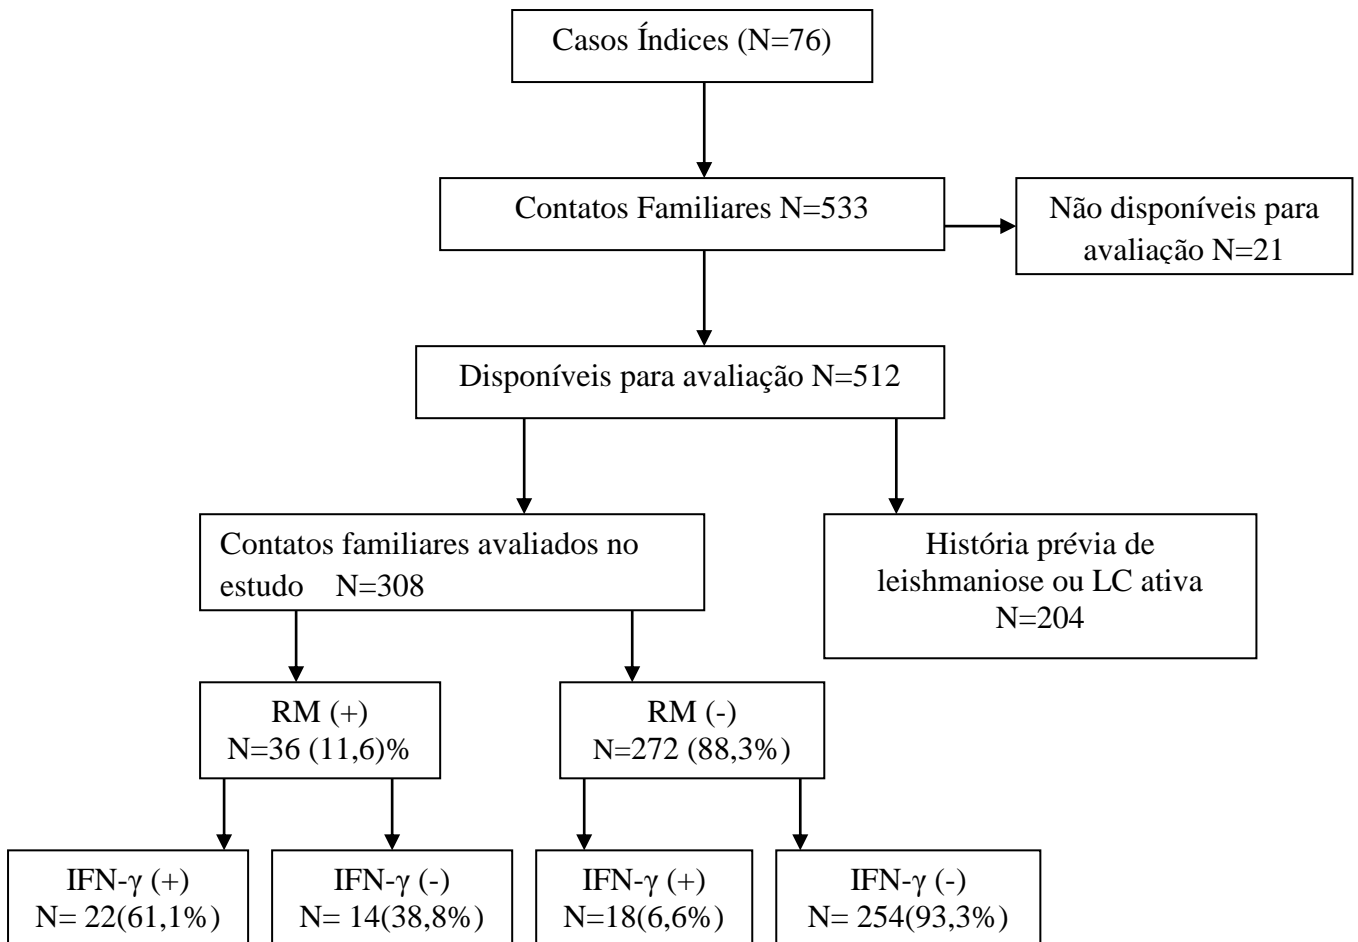 Casos Índices (N=76)
Contatos Familiares N=533
Não disponíveis para
avaliação N=21
Disponíveis para avaliação N=512
Contatos familiares avaliados no
estudo N=308
História prévia de
leishmaniose ou LC ativa
N=204
RM (+)
N=36 (11,6)%
RM (-)
N=272 (88,3%)
IFN-γ (+)
N= 22(61,1%)
IFN-γ (-)
N= 14(38,8%)
IFN-γ (+)
N=18(6,6%)
IFN-γ (-)
N= 254(93,3%)